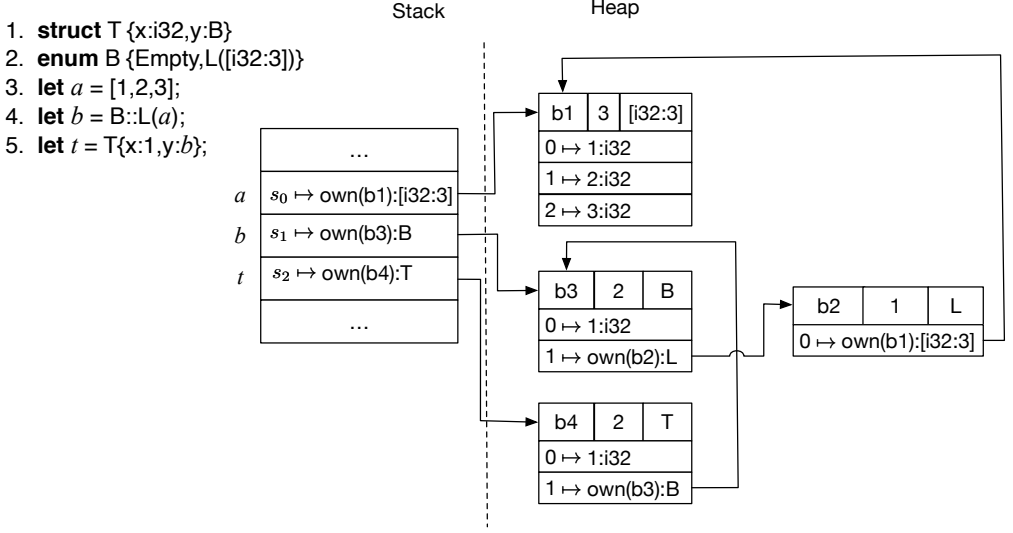 Stack
Heap
1. struct T {x:i32,y:B}
2. enum B {Empty,L([i32:3])}
3. let a = [1,2,3];
4. let b = B::L(a);
5. let t = T{x:1,y:b};
...
a s₀ ↦ own(b1):[i32:3]
b s₁ ↦ own(b3):B
t s₂ ↦ own(b4):T
...
b1 3 [i32:3]
0 ↦ 1:i32
1 ↦ 2:i32
2 ↦ 3:i32
b3 2 B
0 ↦ 1:i32
1 ↦ own(b2):L
b2 1 L
0 ↦ own(b1):[i32:3]
b4 2 T
0 ↦ 1:i32
1 ↦ own(b3):B